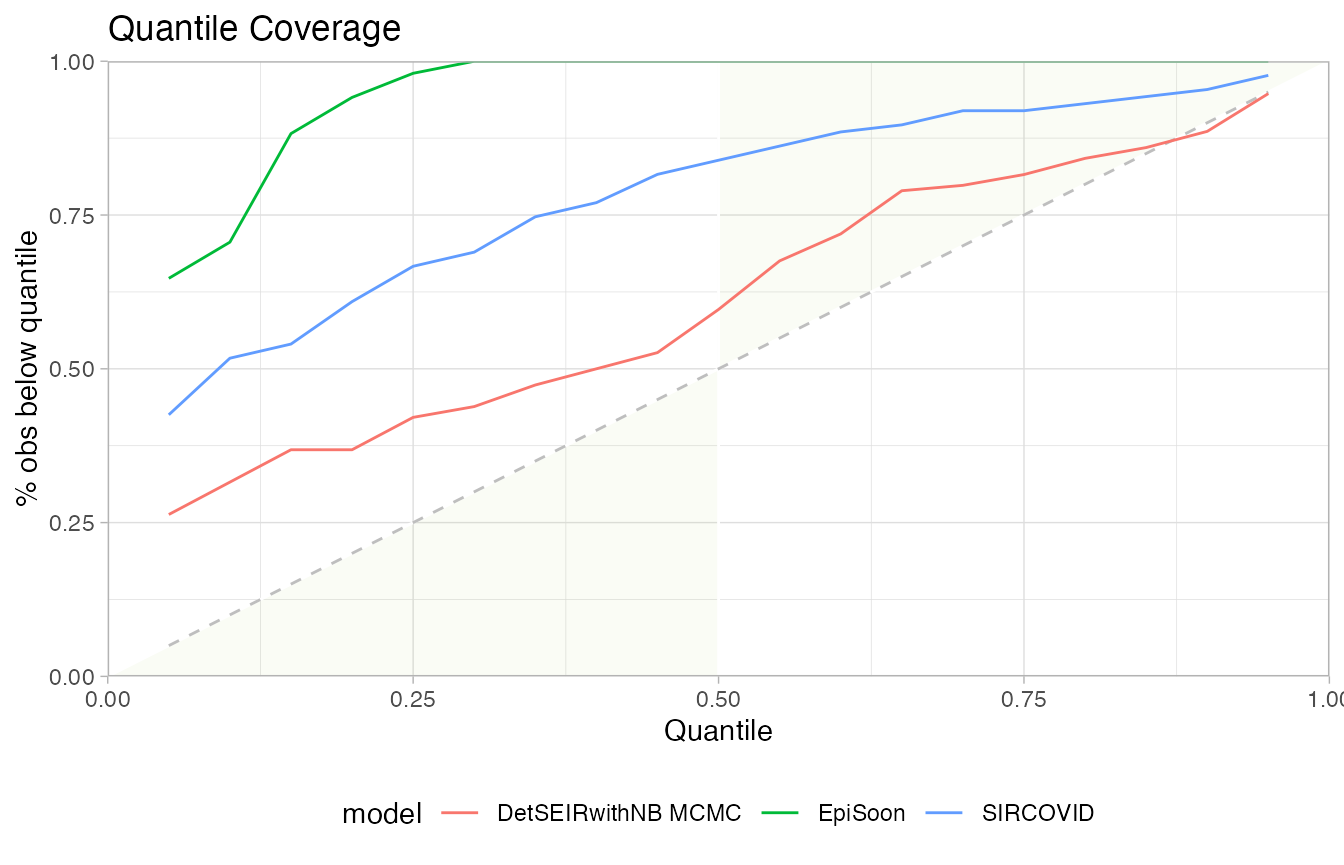 Quantile Coverage
% obs below quantile
1.00
0.75
0.50
0.25
0.00
0.00 0.25 0.50 0.75 1.00
Quantile
model DetSEIRwithNB MCMC EpiSoon SIRCOVID